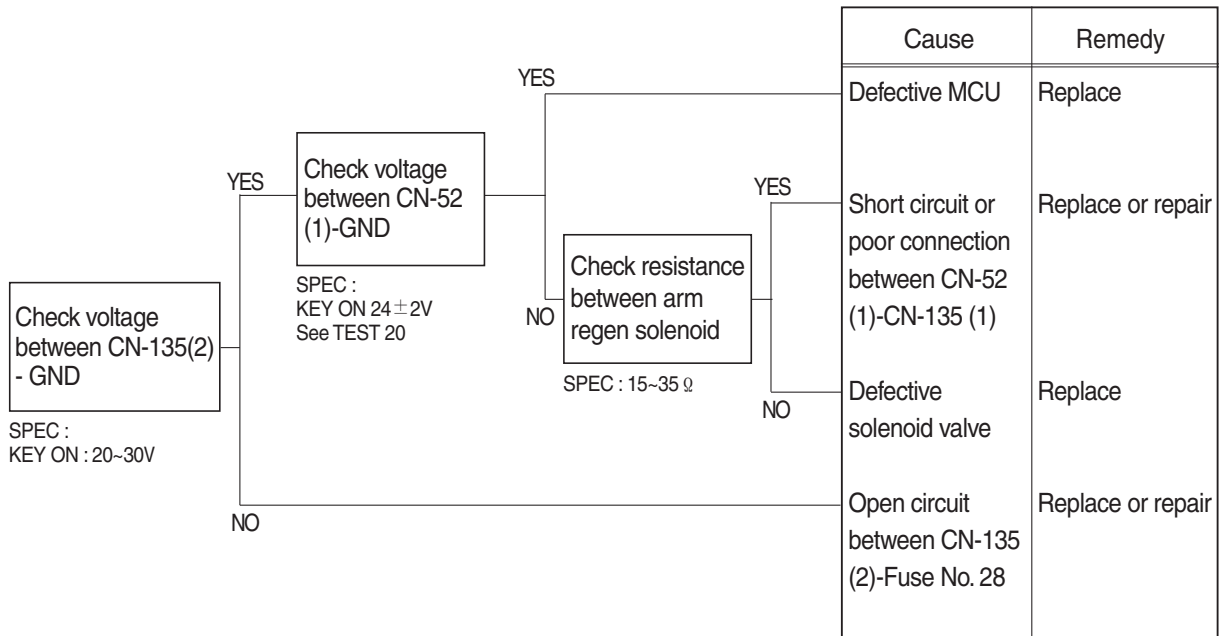 Cause
Remedy
YES
Defective MCU
Replace
Check voltage
between CN-52
(1)-GND
YES
YES
Short circuit or
poor connection
between CN-52
(1)-CN-135 (1)
Replace or repair
Check resistance
between arm
regen solenoid
SPEC :
KEY ON 24±2V
See TEST 20
NO
Check voltage
between CN-135(2)
- GND
SPEC : 15~35 Ω
NO
Defective
solenoid valve
Replace
SPEC :
KEY ON : 20~30V
NO
Open circuit
between CN-135
(2)-Fuse No. 28
Replace or repair